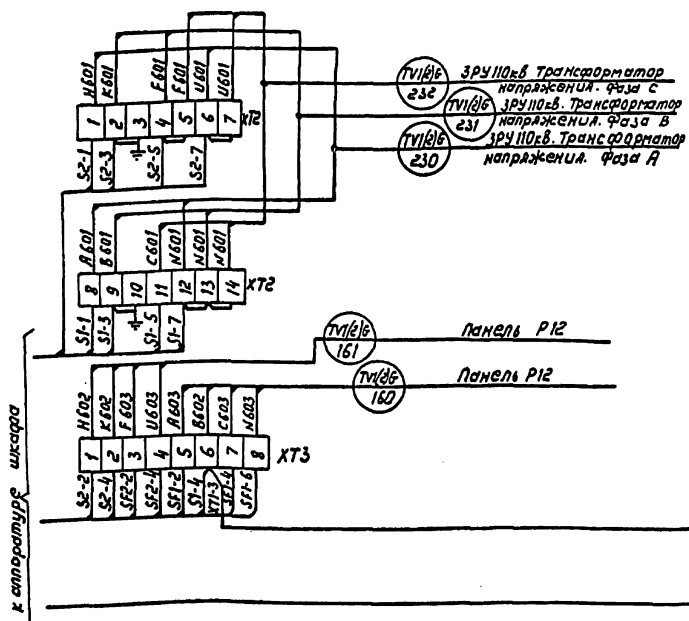 Н601 К601 F601 F601 U601 U601
1 2 3 4 5 6 7 XT2
S2-1 S2-3 S2-5 S2-7
TV1(2)G 232 ЗРУ 110кВ Трансформатор
напряжения. Фаза С
TV1(2)G 231 ЗРУ 110кВ. Трансформатор
напряжения. Фаза В
TV1(2)G 230 ЗРУ 110кВ. Трансформатор
напряжения. Фаза А
A601 B601 C601 N601 N601 N601
8 9 10 11 12 13 14 XT2
S1-1 S1-3 S1-5 S1-7
TV1(2)G 161 Панель Р12
TV1(2)G 160 Панель Р12
Н602 К602 F603 U603 A603 B602 C603 N603
1 2 3 4 5 6 7 8 XT3
S2-2 S2-4 SF2-2 SF2-4 SF1-2 S1-4 XT1-3 SF1-4 SF1-6
к аппаратуре шкафа